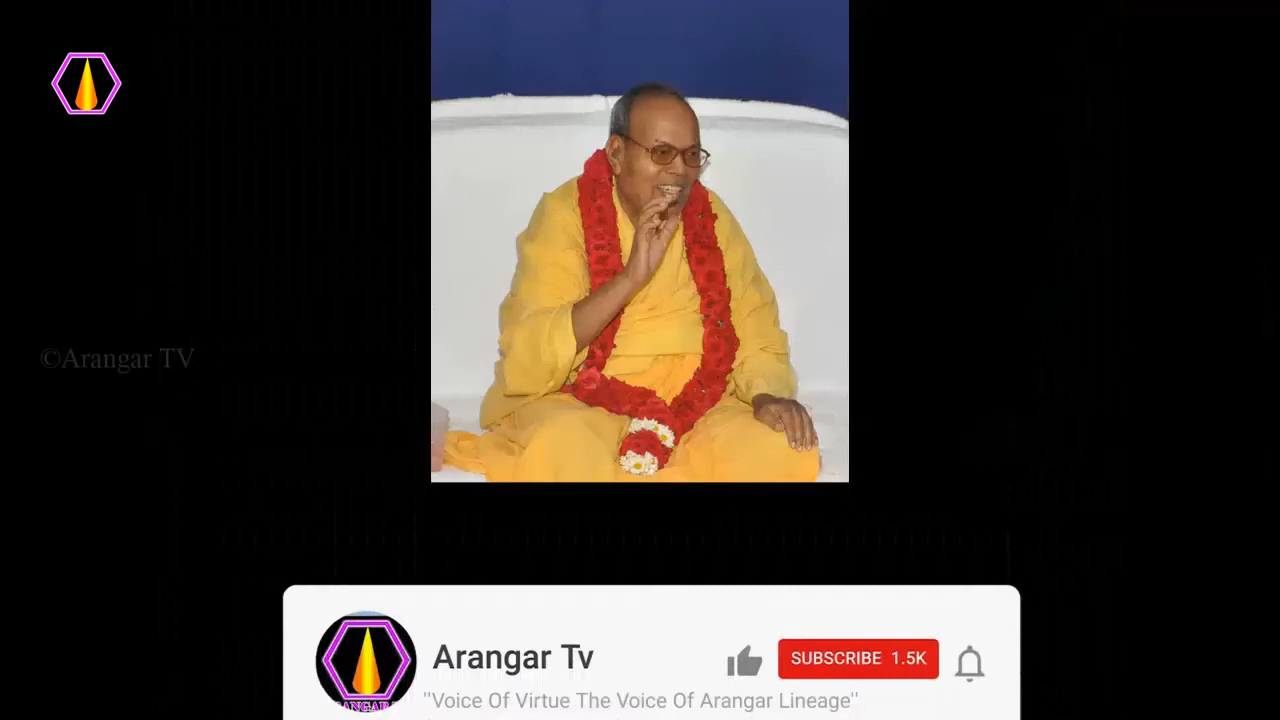 ©Arangar TV
Arangar Tv
SUBSCRIBE 1.5K
"Voice Of Virtue The Voice Of Arangar Lineage"